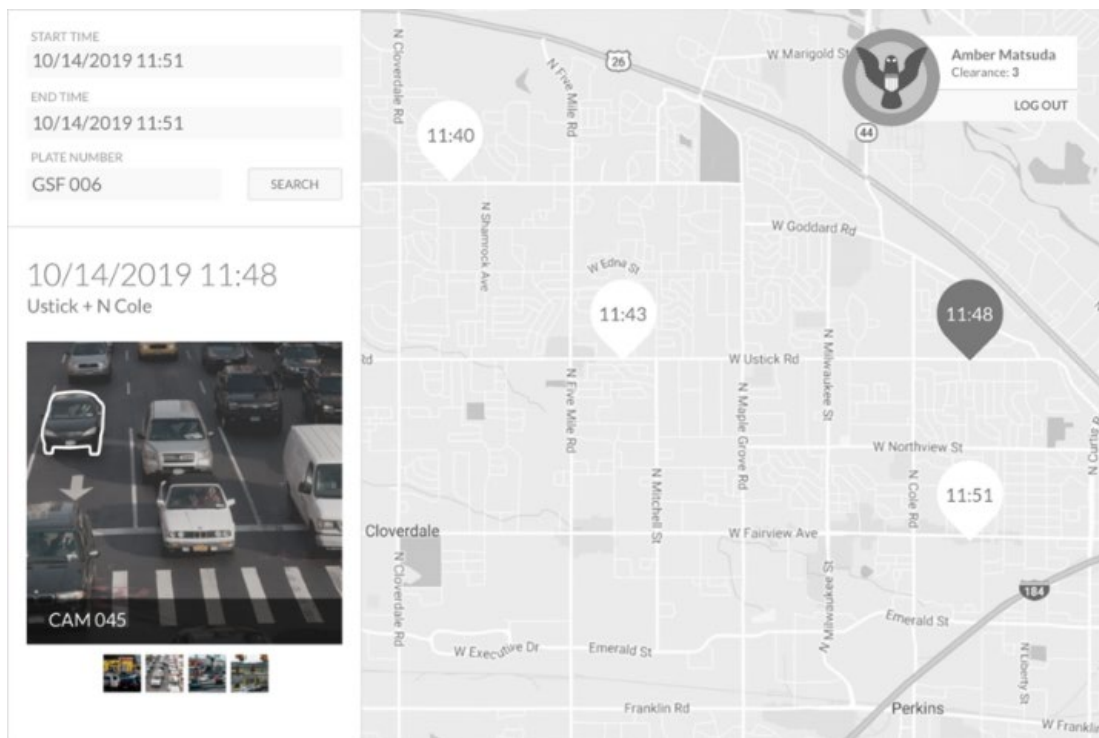 START TIME
10/14/2019 11:51
END TIME
10/14/2019 11:51
PLATE NUMBER
GSF 006
SEARCH
10/14/2019 11:48
Ustick + N Cole
CAM 045
Amber Matsuda
Clearance: 3
LOG OUT
N Cloverdale Rd
N Five Mile Rd
26
W Marigold St
44
11:40
N Shamrock Ave
W Goddard Rd
W Edna St
11:43
11:48
Rd
W Ustick Rd
N Milwaukee St
N Five Mile Rd
N Maple Grove Rd
W Northview St
N Mitchell St
N Cole Rd
11:51
Cloverdale
W Fairview Ave
N Cloverdale Rd
N Milwaukee St
184
Emerald St
W Executive Dr
Emerald St
N Liberty St
Franklin Rd
Perkins
W Franklin